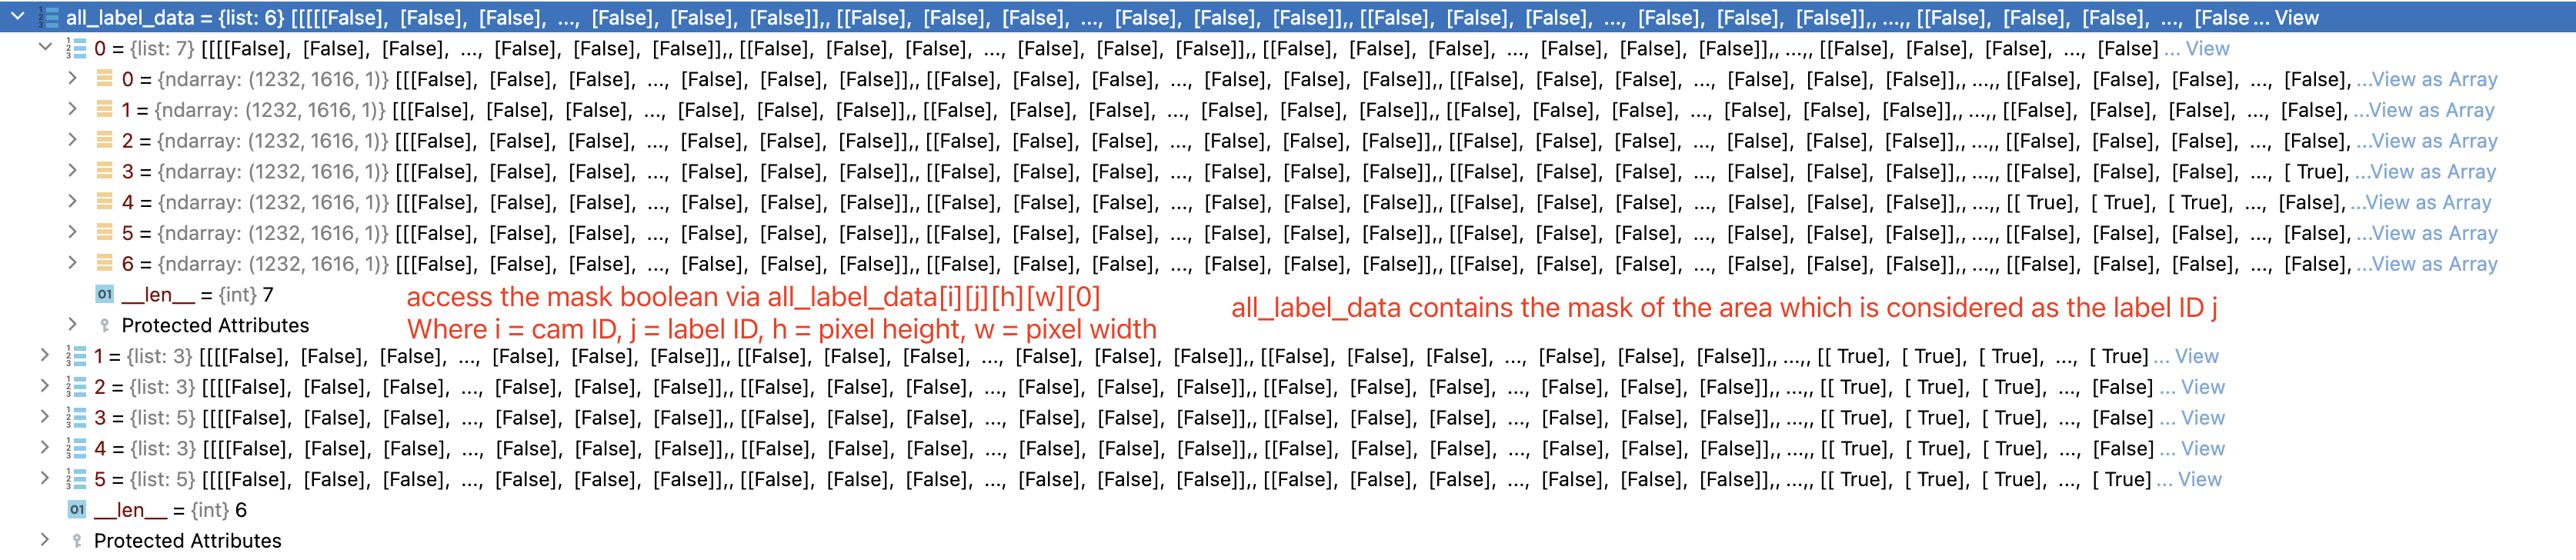 all_label_data = {list: 6} [[[[[False], [False], [False], ..., [False], [False], [False]],, [[False], [False], [False], ..., [False], [False], [False]],, [[False], [False], [False], ..., [False], [False], [False]],, ...,, [[False], [False], [False], ..., [False ... View
0 = {list: 7} [[[[False], [False], [False], ..., [False], [False], [False]],, [[False], [False], [False], ..., [False], [False], [False]],, [[False], [False], [False], ..., [False], [False], [False]],, ...,, [[False], [False], [False], ..., [False] ... View
0 = {ndarray: (1232, 1616, 1)} [[[False], [False], [False], ..., [False], [False], [False]],, [[False], [False], [False], ..., [False], [False], [False]],, [[False], [False], [False], ..., [False], [False], [False]],, ...,, [[False], [False], [False], ..., [False], ...View as Array
1 = {ndarray: (1232, 1616, 1)} [[[False], [False], [False], ..., [False], [False], [False]],, [[False], [False], [False], ..., [False], [False], [False]],, [[False], [False], [False], ..., [False], [False], [False]],, ...,, [[False], [False], [False], ..., [False], ...View as Array
2 = {ndarray: (1232, 1616, 1)} [[[False], [False], [False], ..., [False], [False], [False]],, [[False], [False], [False], ..., [False], [False], [False]],, [[False], [False], [False], ..., [False], [False], [False]],, ...,, [[False], [False], [False], ..., [False], ...View as Array
3 = {ndarray: (1232, 1616, 1)} [[[False], [False], [False], ..., [False], [False], [False]],, [[False], [False], [False], ..., [False], [False], [False]],, [[False], [False], [False], ..., [False], [False], [False]],, ...,, [[False], [False], [False], ..., [ True], ...View as Array
4 = {ndarray: (1232, 1616, 1)} [[[False], [False], [False], ..., [False], [False], [False]],, [[False], [False], [False], ..., [False], [False], [False]],, [[False], [False], [False], ..., [False], [False], [False]],, ...,, [[ True], [ True], [ True], ..., [False], ...View as Array
5 = {ndarray: (1232, 1616, 1)} [[[False], [False], [False], ..., [False], [False], [False]],, [[False], [False], [False], ..., [False], [False], [False]],, [[False], [False], [False], ..., [False], [False], [False]],, ...,, [[False], [False], [False], ..., [False], ...View as Array
6 = {ndarray: (1232, 1616, 1)} [[[False], [False], [False], ..., [False], [False], [False]],, [[False], [False], [False], ..., [False], [False], [False]],, [[False], [False], [False], ..., [False], [False], [False]],, ...,, [[False], [False], [False], ..., [False], ...View as Array
01 __len__ = {int} 7
Protected Attributes
access the mask boolean via all_label_data[i][j][h][w][0]
Where i = cam ID, j = label ID, h = pixel height, w = pixel width
all_label_data contains the mask of the area which is considered as the label ID j
1 = {list: 3} [[[[False], [False], [False], ..., [False], [False], [False]],, [[False], [False], [False], ..., [False], [False], [False]],, [[False], [False], [False], ..., [False], [False], [False]],, ...,, [[ True], [ True], [ True], ..., [ True] ... View
2 = {list: 3} [[[[False], [False], [False], ..., [False], [False], [False]],, [[False], [False], [False], ..., [False], [False], [False]],, [[False], [False], [False], ..., [False], [False], [False]],, ...,, [[ True], [ True], [ True], ..., [False] ... View
3 = {list: 5} [[[[False], [False], [False], ..., [False], [False], [False]],, [[False], [False], [False], ..., [False], [False], [False]],, [[False], [False], [False], ..., [False], [False], [False]],, ...,, [[ True], [ True], [ True], ..., [False] ... View
4 = {list: 3} [[[[False], [False], [False], ..., [False], [False], [False]],, [[False], [False], [False], ..., [False], [False], [False]],, [[False], [False], [False], ..., [False], [False], [False]],, ...,, [[ True], [ True], [ True], ..., [False] ... View
5 = {list: 5} [[[[False], [False], [False], ..., [False], [False], [False]],, [[False], [False], [False], ..., [False], [False], [False]],, [[False], [False], [False], ..., [False], [False], [False]],, ...,, [[ True], [ True], [ True], ..., [ True] ... View
01 __len__ = {int} 6
Protected Attributes